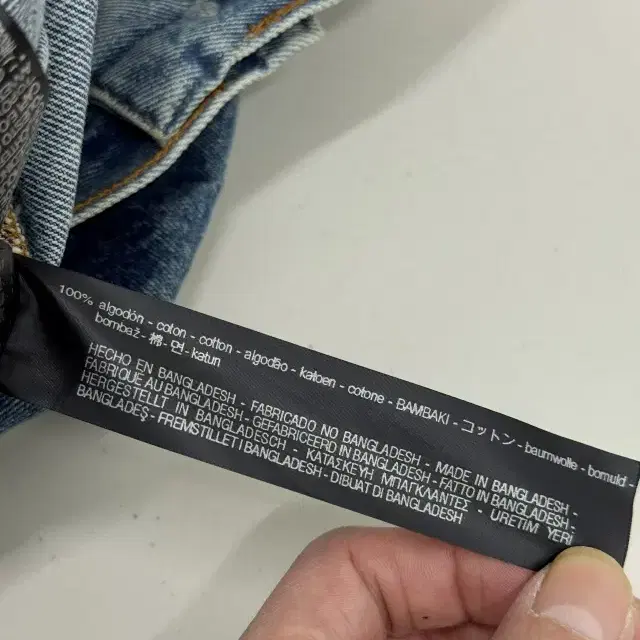 100% algodón - coton - cotton - algodão - katoen - cotone - BAMBAKI - コットン - baumwolle - bomuld -
bombaž - 棉 - 면 - katun
HECHO EN BANGLADESH - FABRICADO NO BANGLADESH - MADE IN BANGLADESH -
FABRIQUE AU BANGLADESH - GEFABRICEERD IN BANGLADESH - FATTO IN BANGLADESH -
HERGESTELLT IN BANGLADESCH - ΚΑΤΑΣΚΕΥΗ ΜΠΑΓΚΛΑΝΤΕΣ - ÜRETIM YERİ
BANGLADEŞ - FREMSTILLET I BANGLADESH - DIBUAT DI BANGLADESH